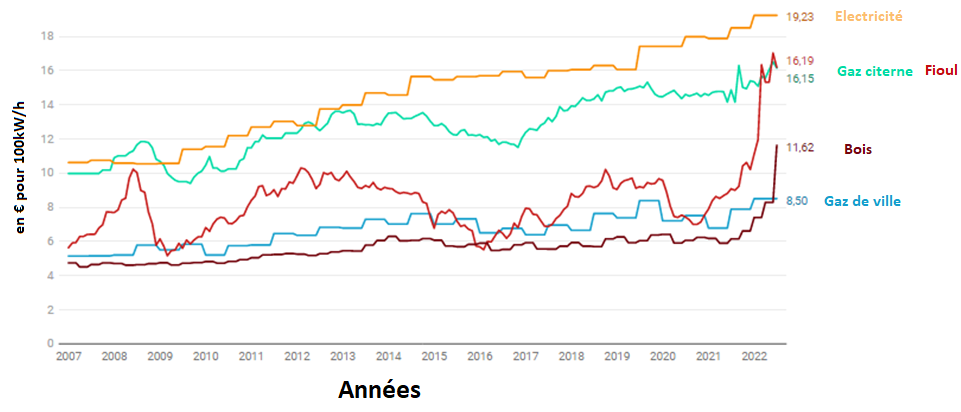 19,23 Electricité
18
16,19
16
Gaz citerne Fioul
16,15
14
12
11,62 Bois
10
8
8,50 Gaz de ville
6
4
2
0
en € pour 100kW/h
2007 2008 2009 2010 2011 2012 2013 2014 2015 2016 2017 2018 2019 2020 2021 2022
Années